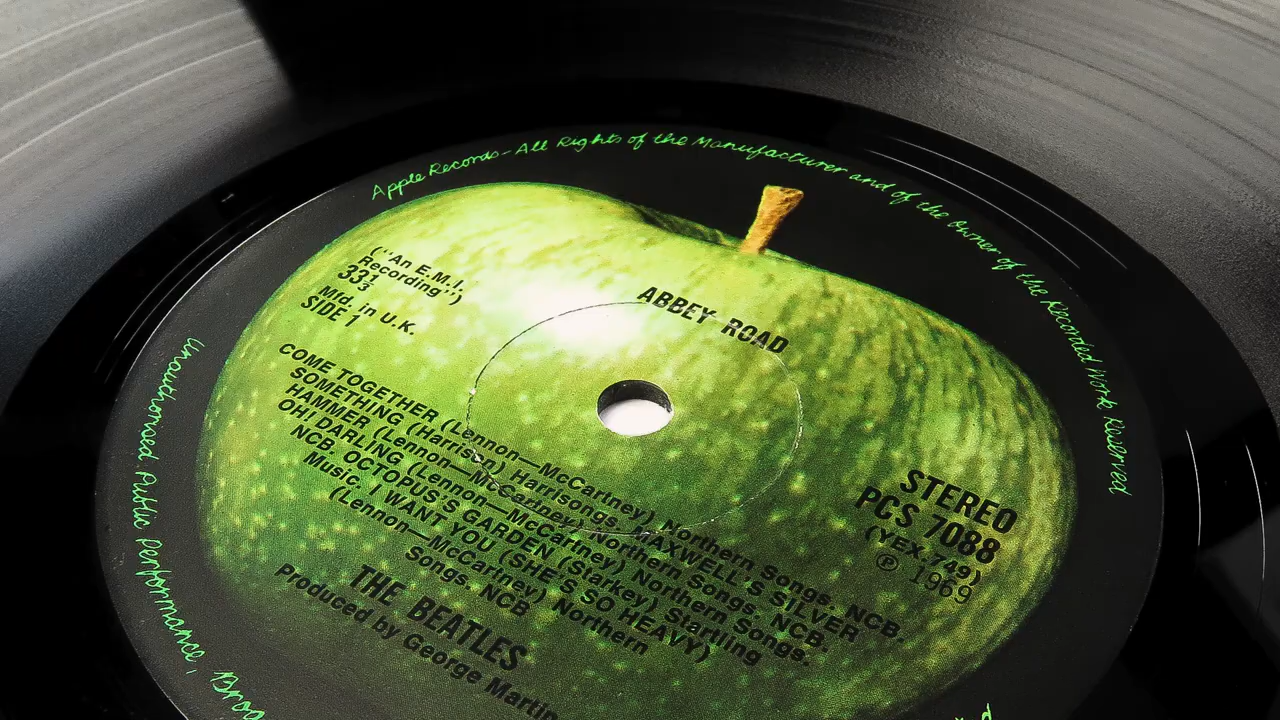 Apple Records—All Rights of the Manufacturer and of the Owner of the Recorded Work Reserved
ABBEY ROAD
("An E.M.I.
Recording")
33⅓
Mfd. in U.K.
SIDE 1
STEREO
PCS 7088
(YEX·749)
℗ 1969
COME TOGETHER (Lennon—McCartney) Northern Songs. NCB.
SOMETHING (Harrison) Harrisongs. MAXWELL'S SILVER
HAMMER (Lennon—McCartney) Northern Songs. NCB.
OH! DARLING (Lennon—McCartney) Northern Songs.
NCB. OCTOPUS'S GARDEN (Starkey) Startling
Music. I WANT YOU (SHE'S SO HEAVY)
(Lennon—McCartney) Northern
Songs. NCB
THE BEATLES
Produced by George Martin
Unauthorised Public Performance,